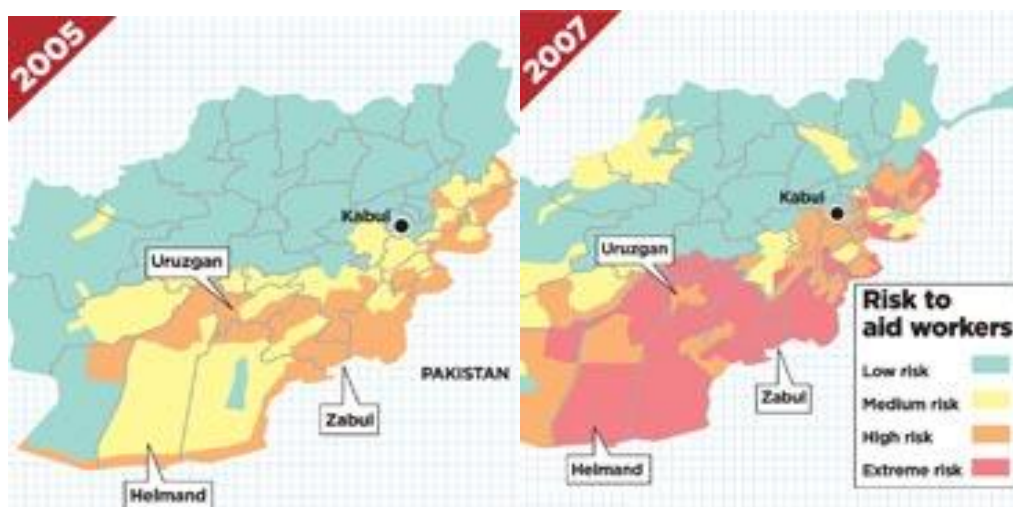 2005
Kabul
Uruzgan
PAKISTAN
Zabul
Helmand
2007
Kabul
Uruzgan
Zabul
Helmand
Risk to
aid workers
Low risk
Medium risk
High risk
Extreme risk